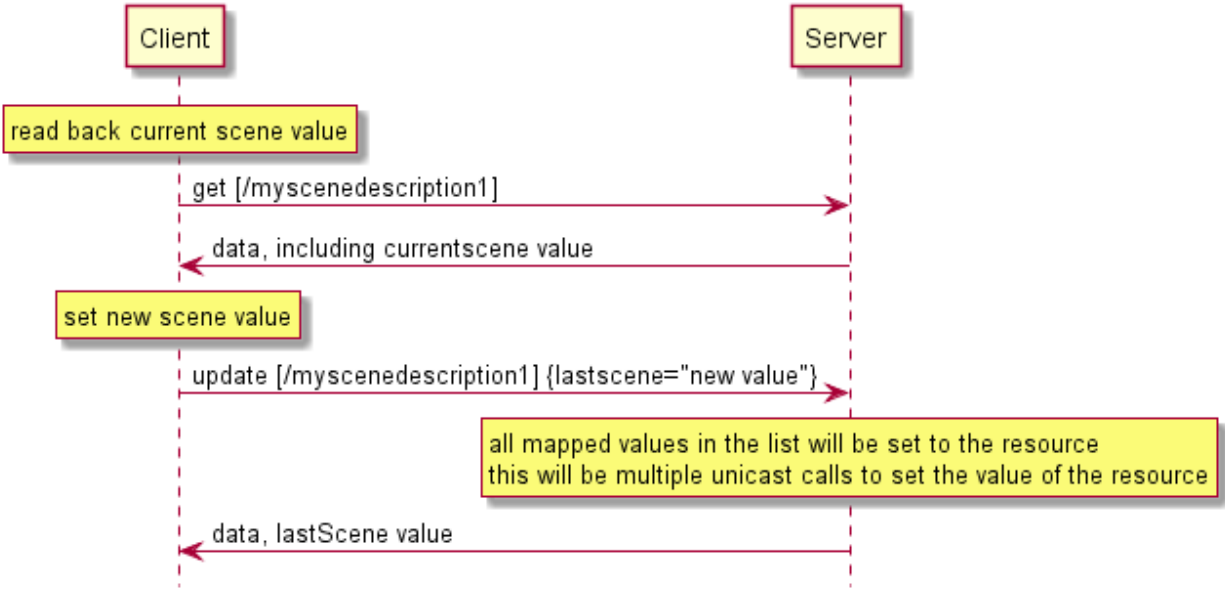 Client
Server
read back current scene value
get [/myscenedescription1]
data, including currentscene value
set new scene value
update [/myscenedescription1] {lastscene="new value"}
all mapped values in the list will be set to the resource
this will be multiple unicast calls to set the value of the resource
data, lastScene value